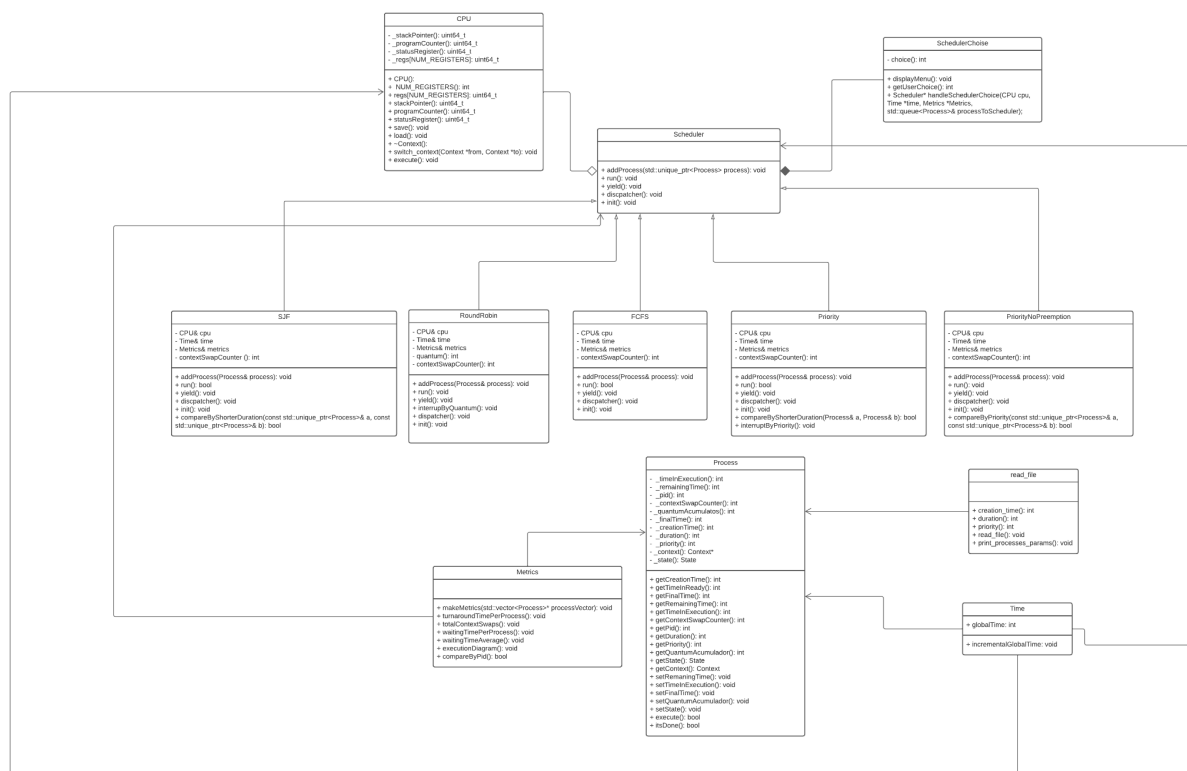 CPU
- _stackPointer(): uint64_t
- _programCounter(): uint64_t
- _statusRegister(): uint64_t
- _regs[NUM_REGISTERS]: uint64_t
+ CPU():
+ NUM_REGISTERS(): int
+ regs[NUM_REGISTERS]: uint64_t
+ stackPointer(): uint64_t
+ programCounter(): uint64_t
+ statusRegister(): uint64_t
+ save(): void
+ load(): void
+ ~Context():
+ switch_context(Context *from, Context *to): void
+ execute(): void
SchedulerChoise
- choice(): int
+ displayMenu(): void
+ getUserChoice(): int
+ Scheduler* handleSchedulerChoice(CPU cpu,
Time *time, Metrics *Metrics,
std::queue<Process>& processToScheduler);
Scheduler
+ addProcess(std::unique_ptr<Process> process): void
+ run(): void
+ yield(): void
+ discpatcher(): void
+ init(): void
SJF
- CPU& cpu
- Time& time
- Metrics& metrics
- contextSwapCounter (): int
+ addProcess(Process& process): void
+ run(): bool
+ yield(): void
+ discpatcher(): void
+ init(): void
+ compareByShorterDuration(const std::unique_ptr<Process>& a, const
std::unique_ptr<Process>& b): bool
RoundRobin
- CPU& cpu
- Time& time
- Metrics& metrics
- quantum(): int
- contextSwapCounter(): int
+ addProcess(Process& process): void
+ run(): void
+ yield(): void
+ interrupByQuantum(): void
+ dispatcher(): void
+ init(): void
FCFS
- CPU& cpu
- Time& time
- Metrics& metrics
- contextSwapCounter(): int
+ addProcess(Process& process): void
+ run(): bool
+ yield(): void
+ discpatcher(): void
+ init(): void
Priority
- CPU& cpu
- Time& time
- Metrics& metrics
- contextSwapCounter(): int
+ addProcess(Process& process): void
+ run(): bool
+ yield(): void
+ discpatcher(): void
+ init(): void
+ compareByShorterDuration(Process& a, Process& b): bool
+ interruptByPriority(): void
PriorityNoPreemption
- CPU& cpu
- Time& time
- Metrics& metrics
- contextSwapCounter(): int
+ addProcess(Process& process): void
+ run(): void
+ yield(): void
+ discpatcher(): void
+ init(): void
+ compareByPriority(const std::unique_ptr<Process>& a,
const std::unique_ptr<Process>& b): bool
Process
- _timeInExecution(): int
- _remainingTime(): int
- _pid(): int
- _contextSwapCounter(): int
- _quantumAcumulatos(): int
- _finalTime(): int
- _creationTime(): int
- _duration(): int
- _priority(): int
- _context(): Context*
- _state(): State
+ getCreationTime(): int
+ getTimeInReady(): int
+ getFinalTime(): int
+ getRemainingTime(): int
+ getTimeInExecution(): int
+ getContextSwapCounter(): int
+ getPid(): int
+ getDuration(): int
+ getPriority(): int
+ getQuantumAcumulador(): int
+ getState(): State
+ getContext(): Context
+ setRemaningTime(): void
+ setTimeInExecution(): void
+ setFinalTime(): void
+ setQuantumAcumulador(): void
+ setState(): void
+ execute(): bool
+ itsDone(): bool
read_file
+ creation_time(): int
+ duration(): int
+ priority(): int
+ read_file(): void
+ print_processes_params(): void
Metrics
+ makeMetrics(std::vector<Process>* processVector): void
+ turnaroundTimePerProcess(): void
+ totalContextSwaps(): void
+ waitingTimePerProcess(): void
+ waitingTimeAverage(): void
+ executionDiagram(): void
+ compareByPid(): bool
Time
+ globalTime: int
+ incrementalGlobalTime: void